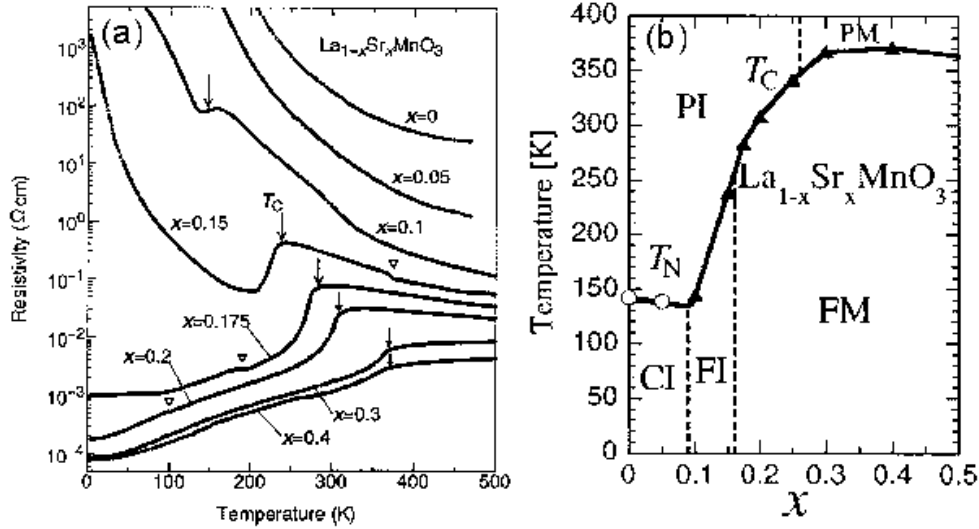 (a)
La1-xSrxMnO3
10^3
10^2
10^1
10^0
10^-1
10^-2
10^-3
10^-4
Resistivity (Ωcm)
x=0
x=0.05
x=0.1
x=0.15
TC
x=0.175
x=0.2
x=0.3
x=0.4
0 100 200 300 400 500
Temperature (K)
(b)
PM
TC
PI
La1-xSrxMnO3
TN
FM
CI
FI
400
350
300
250
200
150
100
50
0
Temperature [K]
0 0.1 0.2 0.3 0.4 0.5
x